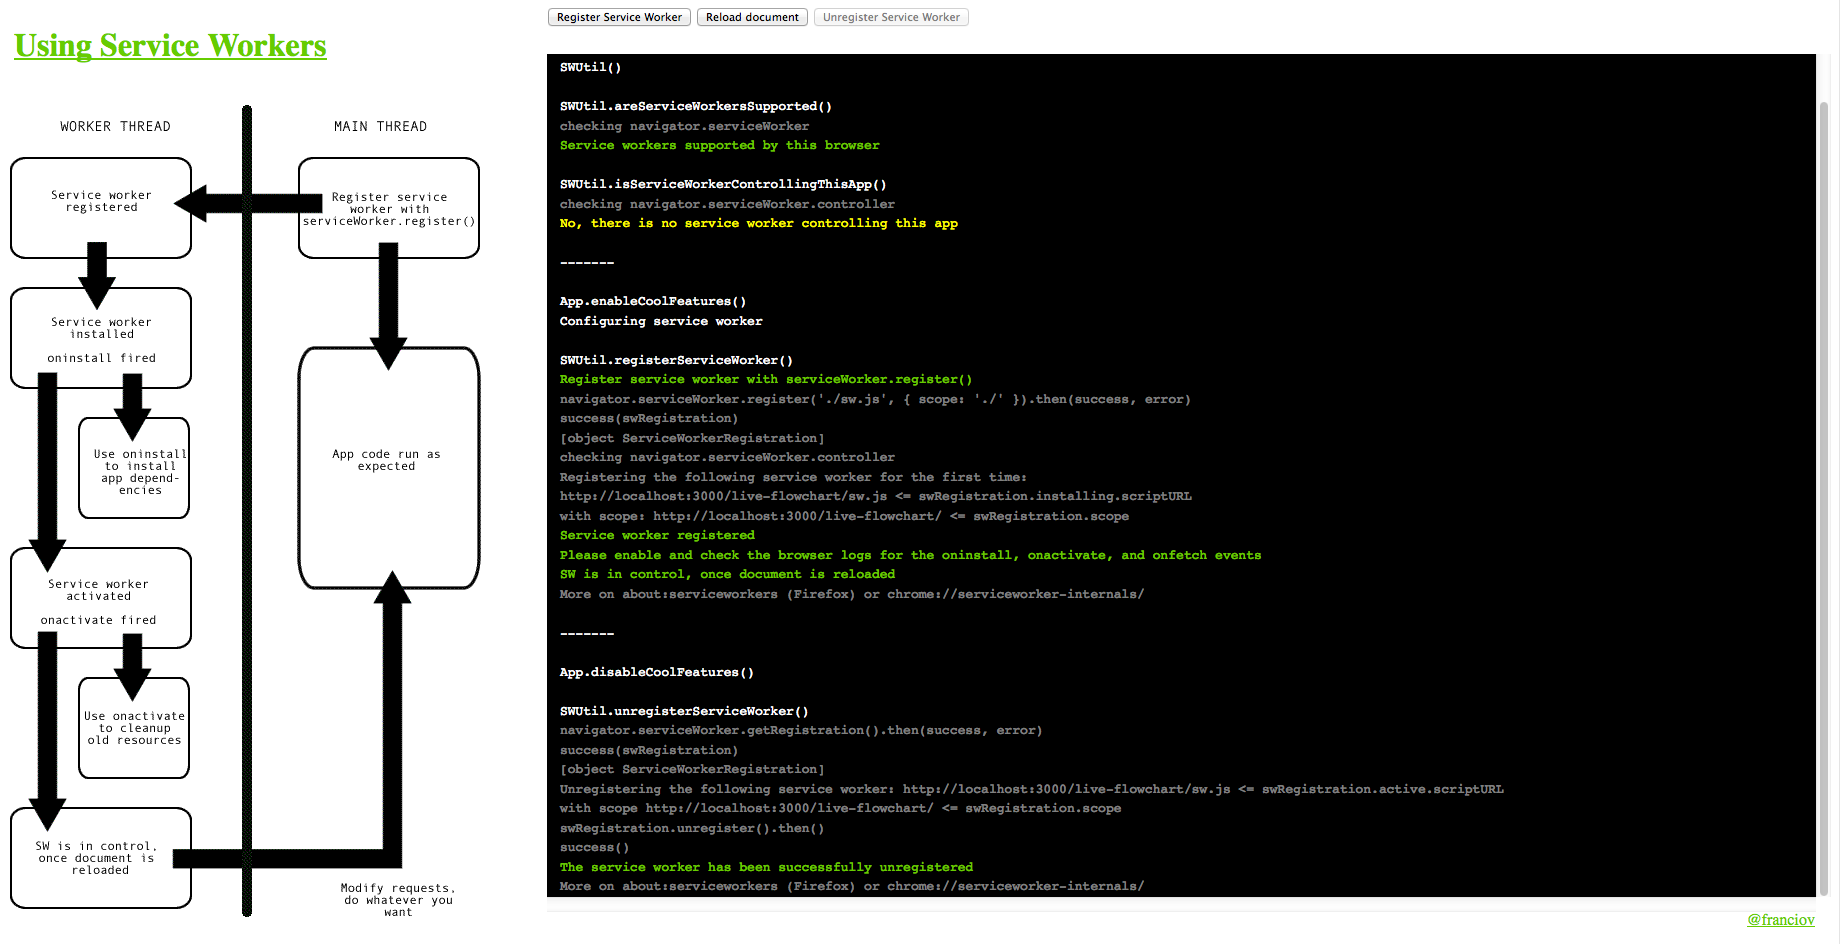 Using Service Workers
WORKER THREAD
MAIN THREAD
Service worker
registered
Register service
worker with
serviceWorker.register()
Service worker
installed
oninstall fired
Use oninstall
to install
app depend-
encies
App code run as
expected
Service worker
activated
onactivate fired
Use onactivate
to cleanup
old resources
SW is in control,
once document is
reloaded
Modify requests,
do whatever you
want
Register Service Worker
Reload document
Unregister Service Worker
SWUtil()
SWUtil.areServiceWorkersSupported()
checking navigator.serviceWorker
Service workers supported by this browser
SWUtil.isServiceWorkerControllingThisApp()
checking navigator.serviceWorker.controller
No, there is no service worker controlling this app
-------
App.enableCoolFeatures()
Configuring service worker
SWUtil.registerServiceWorker()
Register service worker with serviceWorker.register()
navigator.serviceWorker.register('./sw.js', { scope: './' }).then(success, error)
success(swRegistration)
[object ServiceWorkerRegistration]
checking navigator.serviceWorker.controller
Registering the following service worker for the first time:
http://localhost:3000/live-flowchart/sw.js <= swRegistration.installing.scriptURL
with scope: http://localhost:3000/live-flowchart/ <= swRegistration.scope
Service worker registered
Please enable and check the browser logs for the oninstall, onactivate, and onfetch events
SW is in control, once document is reloaded
More on about:serviceworkers (Firefox) or chrome://serviceworker-internals/
-------
App.disableCoolFeatures()
SWUtil.unregisterServiceWorker()
navigator.serviceWorker.getRegistration().then(success, error)
success(swRegistration)
[object ServiceWorkerRegistration]
Unregistering the following service worker: http://localhost:3000/live-flowchart/sw.js <= swRegistration.active.scriptURL
with scope http://localhost:3000/live-flowchart/ <= swRegistration.scope
swRegistration.unregister().then()
success()
The service worker has been successfully unregistered
More on about:serviceworkers (Firefox) or chrome://serviceworker-internals/
@franciov